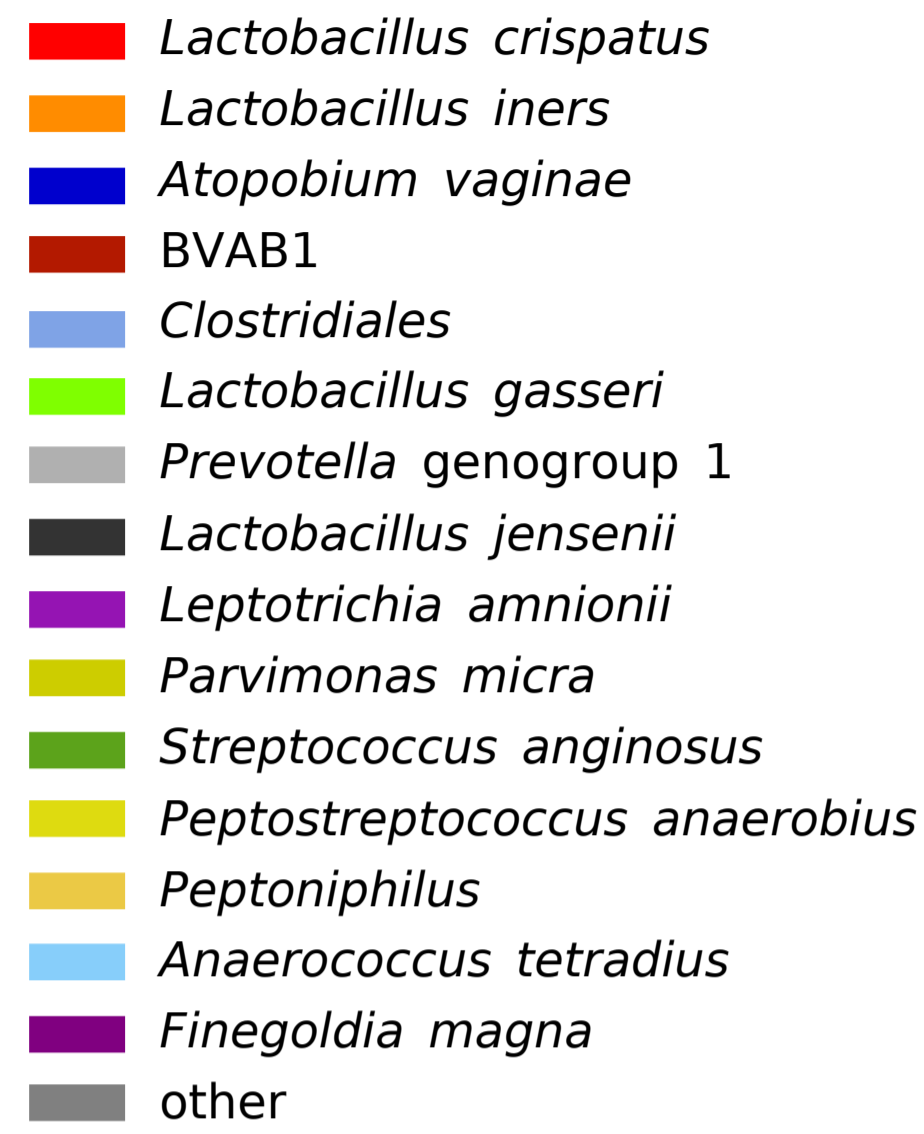 Lactobacillus crispatus
Lactobacillus iners
Atopobium vaginae
BVAB1
Clostridiales
Lactobacillus gasseri
Prevotella genogroup 1
Lactobacillus jensenii
Leptotrichia amnionii
Parvimonas micra
Streptococcus anginosus
Peptostreptococcus anaerobius
Peptoniphilus
Anaerococcus tetradius
Finegoldia magna
other